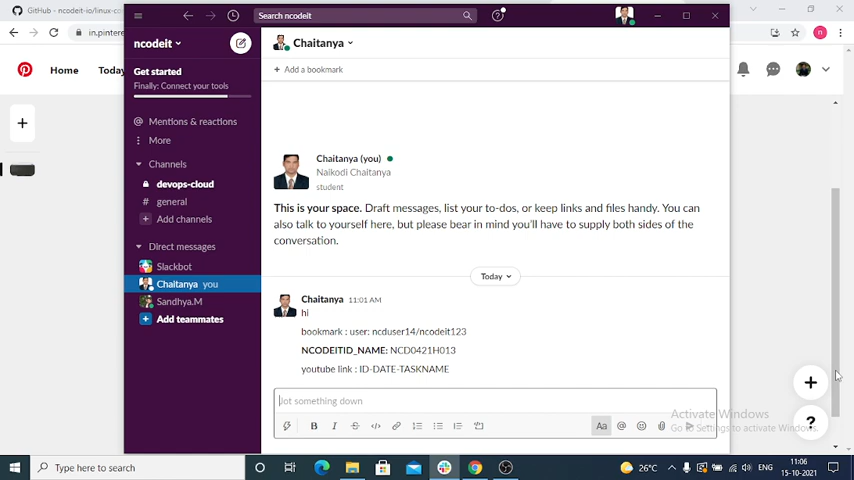 GitHub - ncodeit-io/linux-co
in.pintere
Home
Today
Search ncodeit
ncodeit
Get started
Finally: Connect your tools
Mentions & reactions
More
Channels
devops-cloud
# general
+ Add channels
Direct messages
Slackbot
Chaitanya you
Sandhya.M
+ Add teammates
Chaitanya
+ Add a bookmark
Chaitanya (you)
Naikodi Chaitanya
student
This is your space. Draft messages, list your to-dos, or keep links and files handy. You can
also talk to yourself here, but please bear in mind you'll have to supply both sides of the
conversation.
Today
Chaitanya 11:01 AM
hi
bookmark : user: ncduser14/ncodeit123
NCODEITID_NAME: NCD0421H013
youtube link : ID-DATE-TASKNAME
Jot something down
Activate Windows
Go to Settings to activate Windows.
Type here to search
26°C
ENG
11:06
15-10-2021